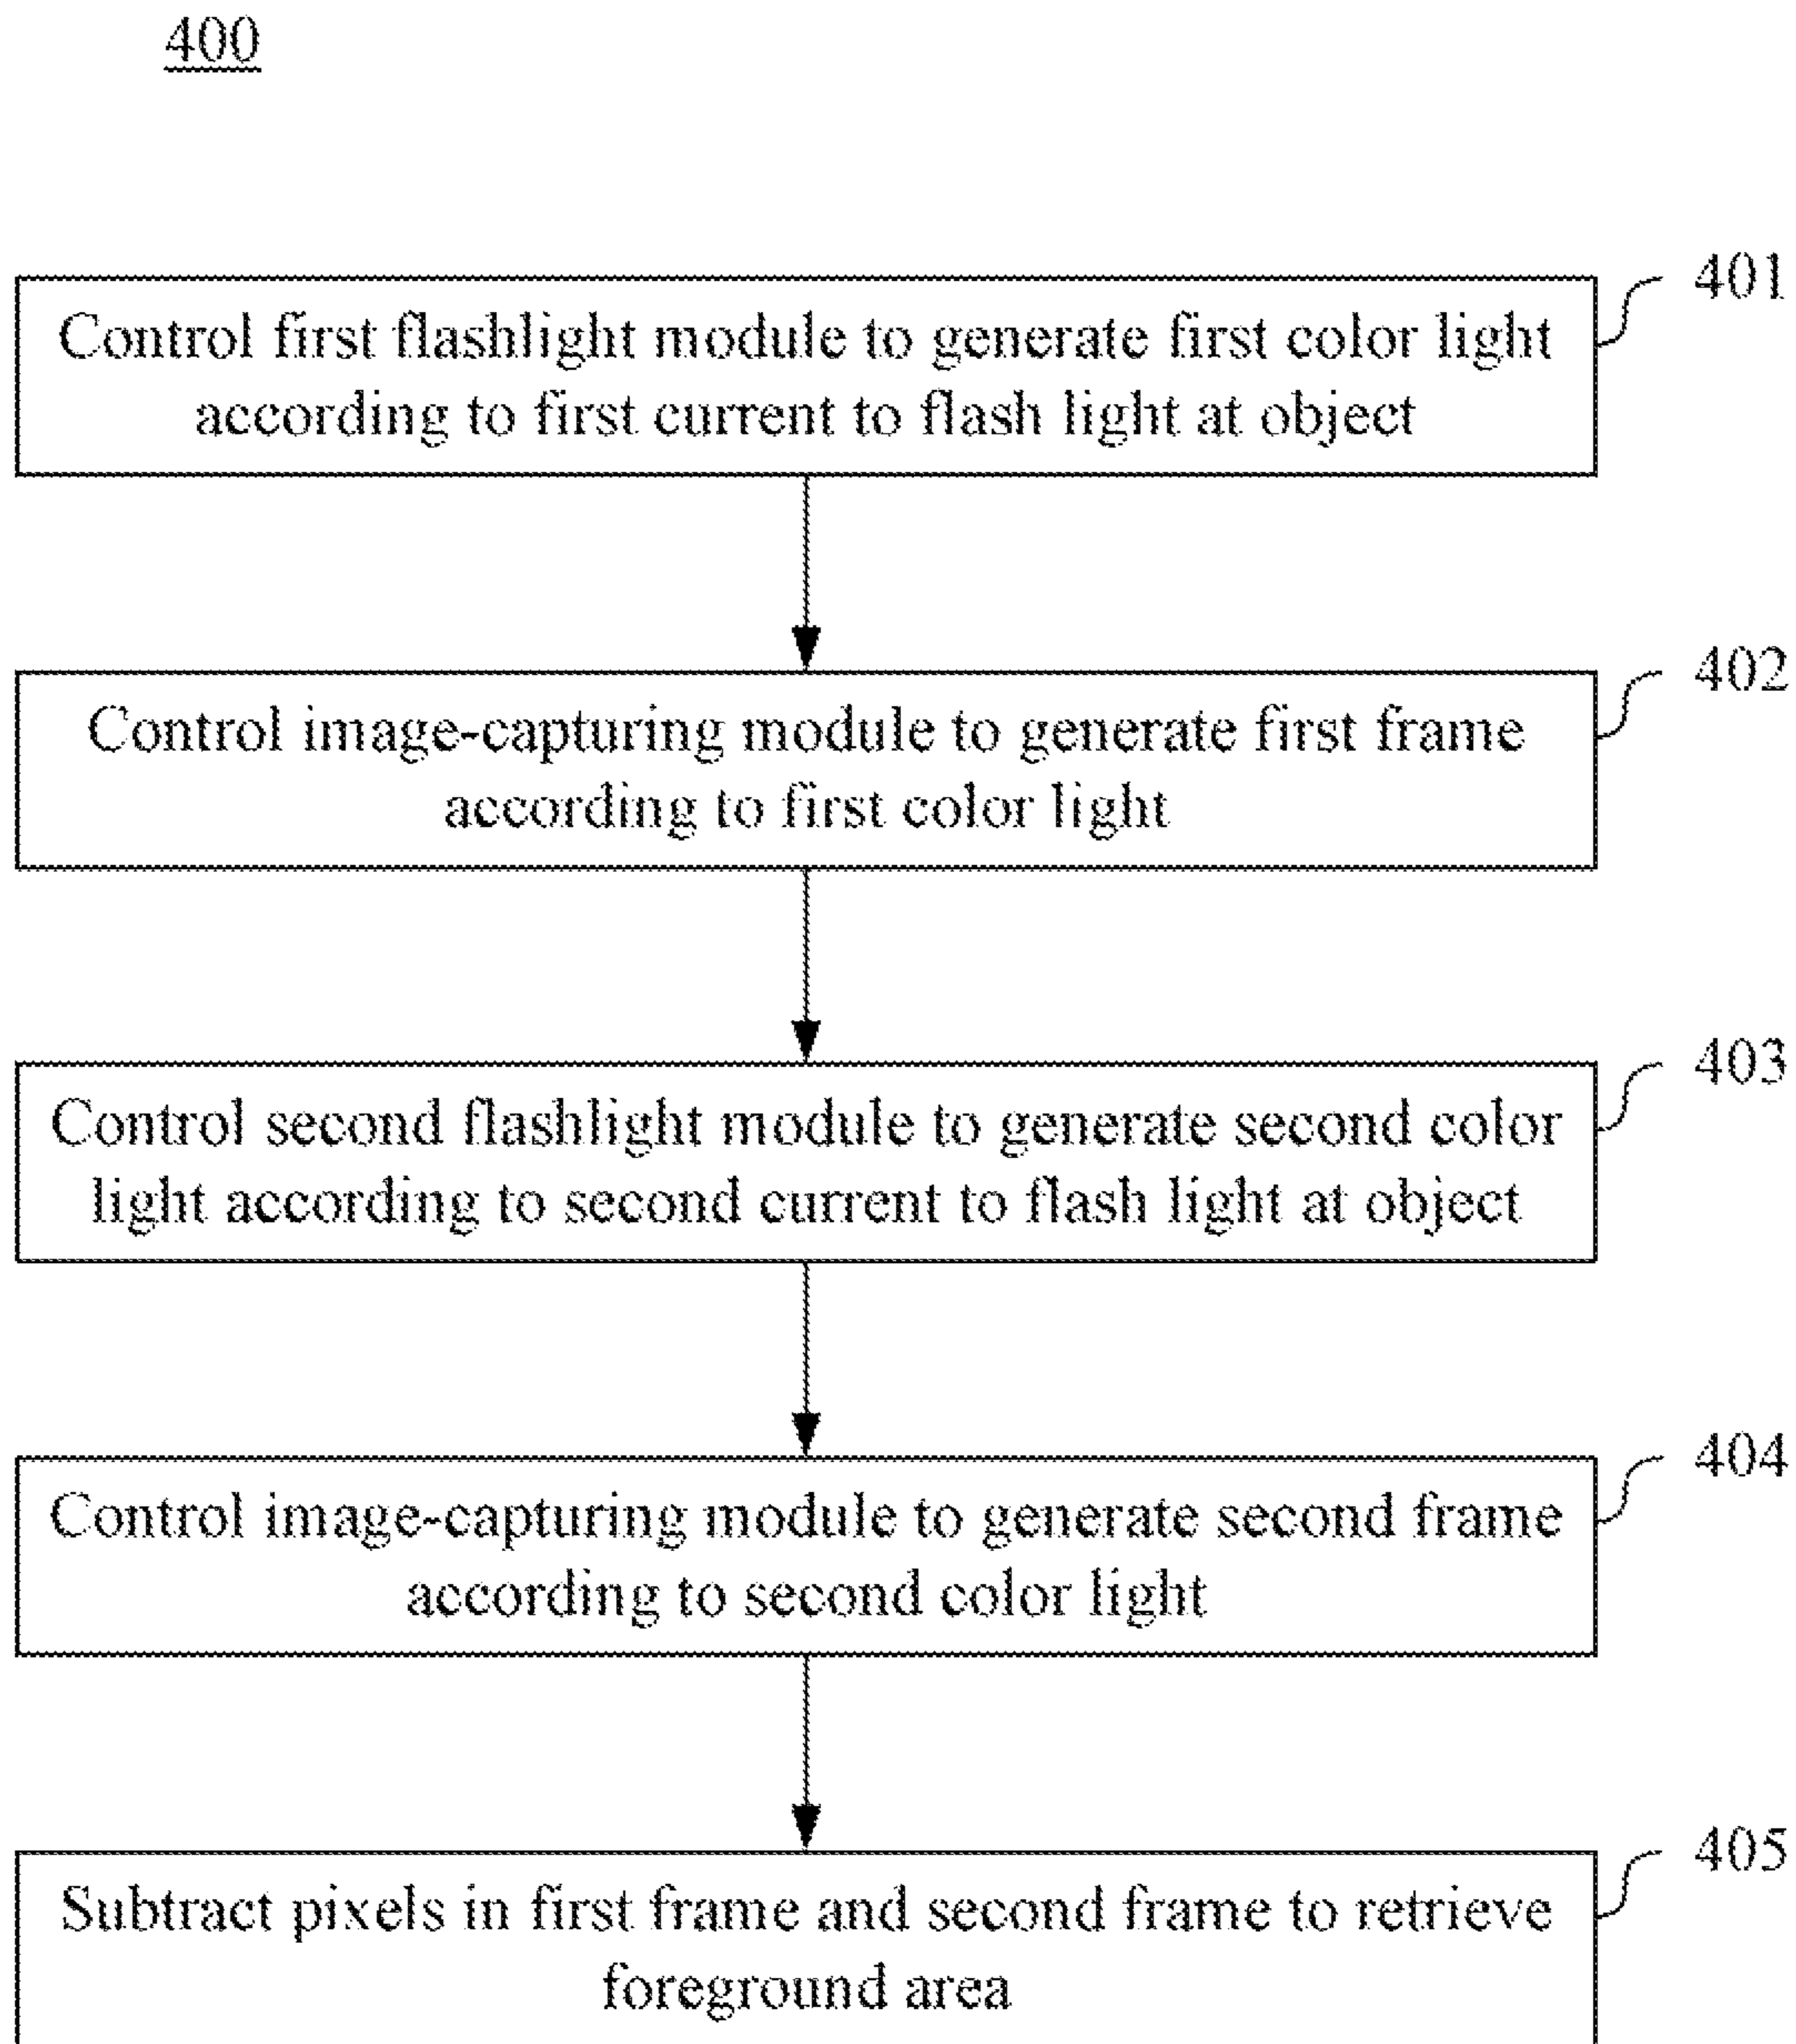 400
401
Control first flashlight module to generate first color light
according to first current to flash light at object
402
Control image-capturing module to generate first frame
according to first color light
403
Control second flashlight module to generate second color
light according to second current to flash light at object
404
Control image-capturing module to generate second frame
according to second color light
405
Subtract pixels in first frame and second frame to retrieve
foreground area